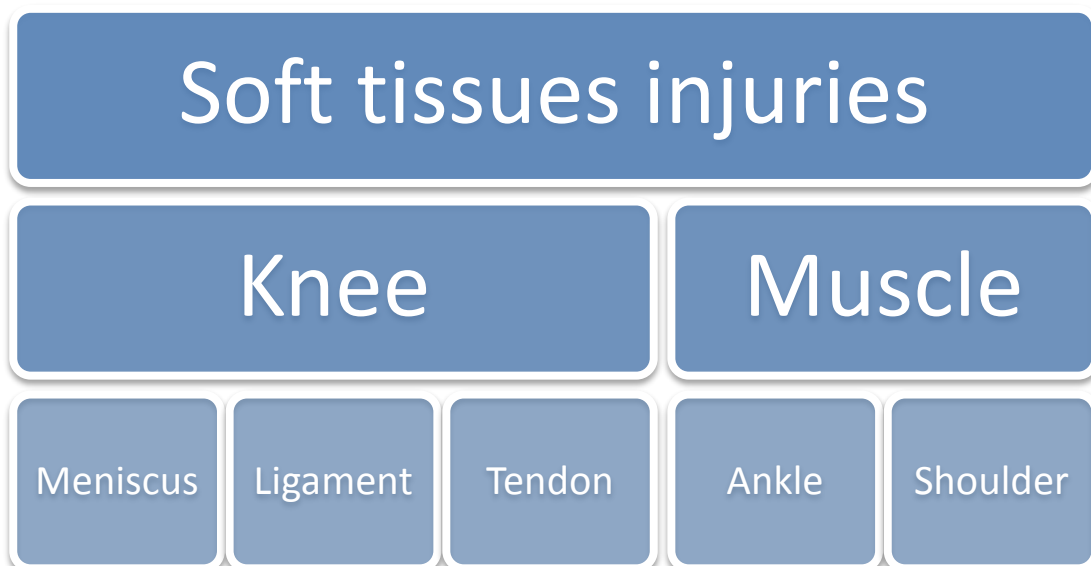 Soft tissues injuries
Knee
Muscle
Meniscus
Ligament
Tendon
Ankle
Shoulder